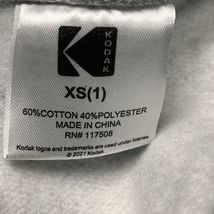 KODAK
XS(1)
60%COTTON 40%POLYESTER
MADE IN CHINA
RN# 117508
Kodak logos and trademarks are used under license.
© 2021 Kodak.